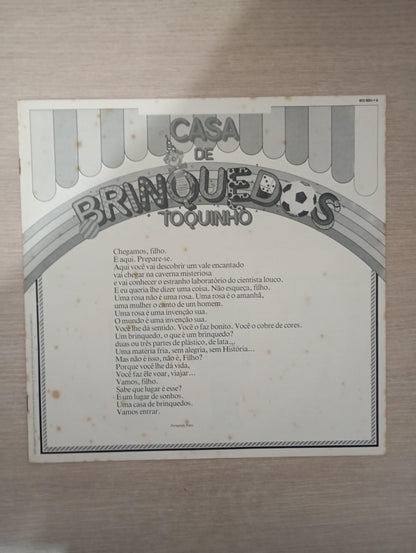 CASA
DE
BRINQUEDOS
TOQUINHO
Chegamos, filho.
É aqui. Prepare-se.
Aqui você vai descobrir um vale encantado
vai chegar na caverna misteriosa
e vai conhecer o estranho laboratório do cientista louco.
E eu queria lhe dizer uma coisa. Não esqueça, filho.
Uma rosa não é uma rosa. Uma rosa é o amanhã,
uma mulher o canto de um homem.
Uma rosa é uma invenção sua.
O mundo é uma invenção sua.
Você lhe dá sentido. Você o faz bonito. Você o cobre de cores.
Um brinquedo, o que é um brinquedo?
duas ou três partes de plástico, de lata...
Uma materia fria, sem alegria, sem História...
Mas não é isso, não é, Filho?
Porque você lhe dá vida,
Você faz ele voar, viajar...
Vamos, filho.
Sabe que lugar é esse?
É um lugar de sonhos.
Uma casa de brinquedos.
Vamos entrar.